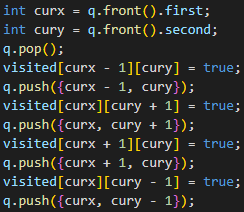 int curx = q.front().first;
int cury = q.front().second;
q.pop();
visited[curx - 1][cury] = true;
q.push({curx - 1, cury});
visited[curx][cury + 1] = true;
q.push({curx, cury + 1});
visited[curx + 1][cury] = true;
q.push({curx + 1, cury});
visited[curx][cury - 1] = true;
q.push({curx, cury - 1});